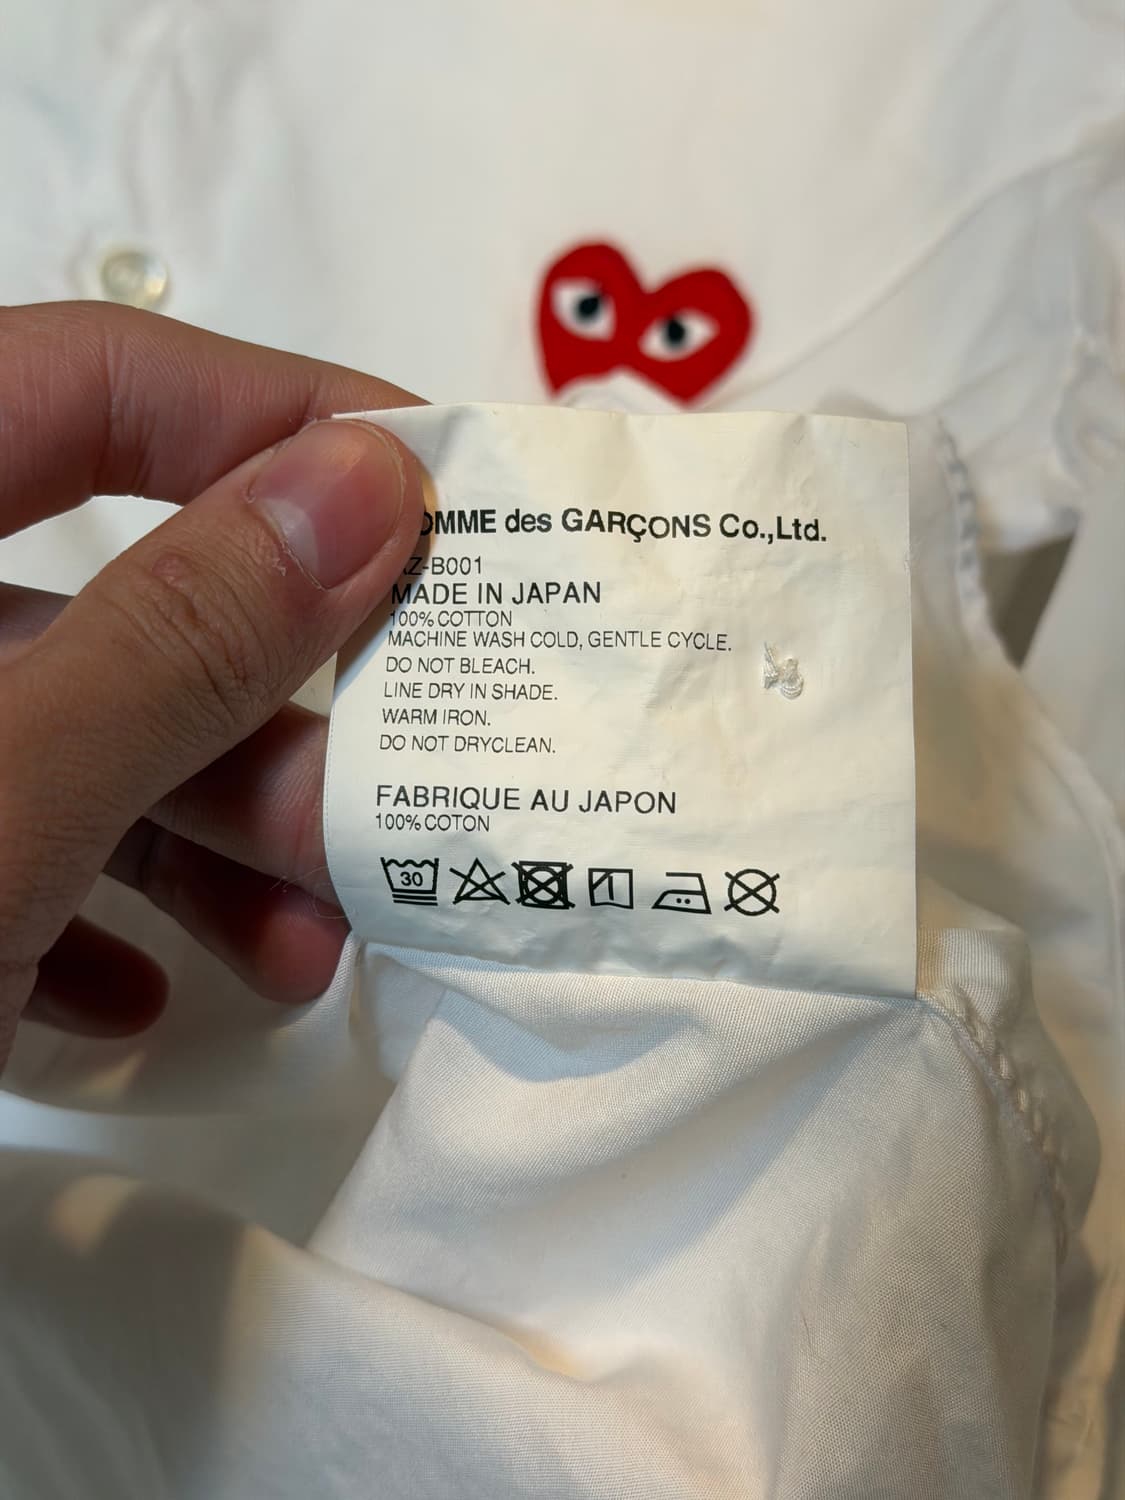 OMME des GARÇONS Co.,Ltd.
Z-B001
MADE IN JAPAN
100% COTTON
MACHINE WASH COLD, GENTLE CYCLE.
DO NOT BLEACH.
LINE DRY IN SHADE.
WARM IRON.
DO NOT DRYCLEAN.
FABRIQUE AU JAPON
100% COTON
30